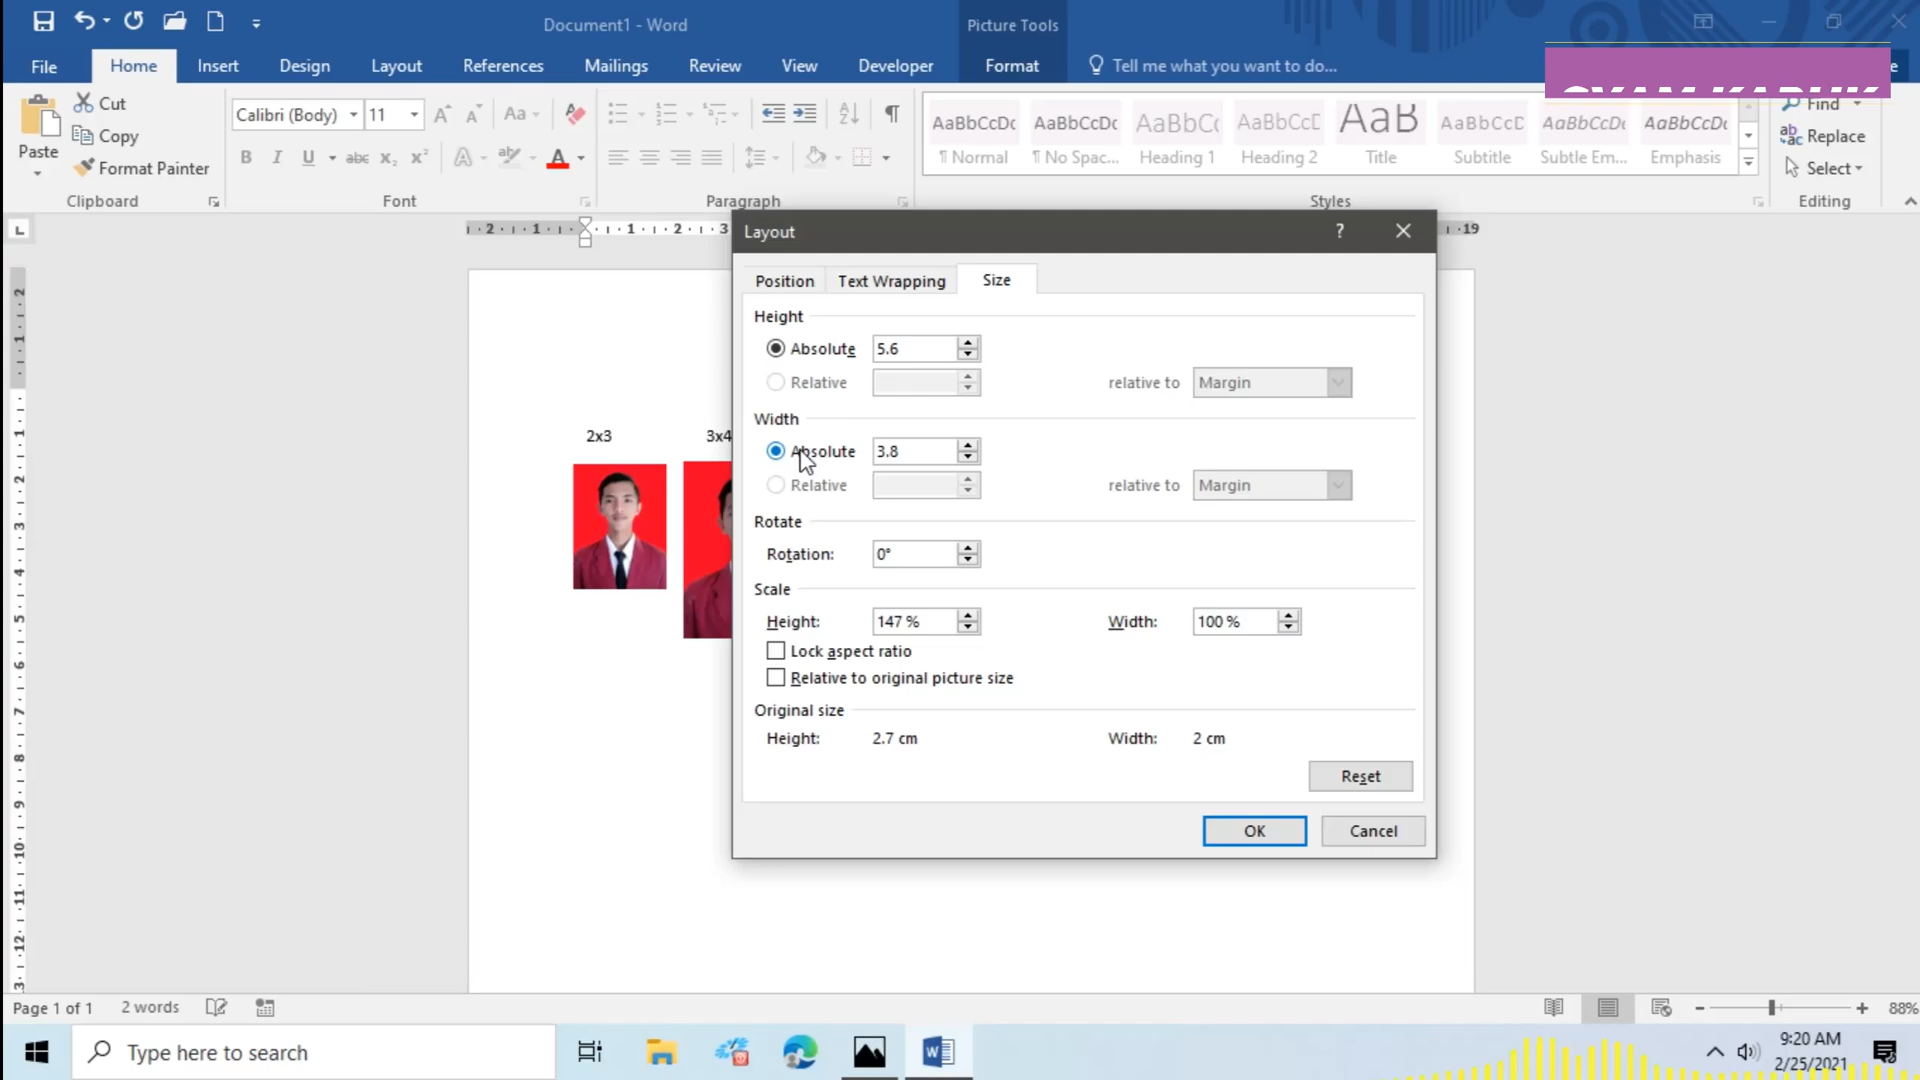 Document1 - Word
Picture Tools
File
Home
Insert
Design
Layout
References
Mailings
Review
View
Developer
Format
Tell me what you want to do...
Paste
Cut
Copy
Format Painter
Clipboard
Calibri (Body)
11
Aa
B I U abc X₂ X²
A
Font
Paragraph
AaBbCcDc
¶ Normal
AaBbCcDc
¶ No Spac...
AaBbC
Heading 1
AaBbCcD
Heading 2
AaB
Title
AaBbCcD
Subtitle
AaBbCcDc
Subtle Em...
AaBbCcDc
Emphasis
Styles
Find
Replace
Select
Editing
2x3
3x4
Layout
?
Position
Text Wrapping
Size
Height
Absolute 5.6
Relative
relative to Margin
Width
Absolute 3.8
Relative
relative to Margin
Rotate
Rotation: 0°
Scale
Height: 147 %
Width: 100 %
Lock aspect ratio
Relative to original picture size
Original size
Height: 2.7 cm
Width: 2 cm
Reset
OK
Cancel
Page 1 of 1
2 words
88%
Type here to search
9:20 AM
2/25/2021